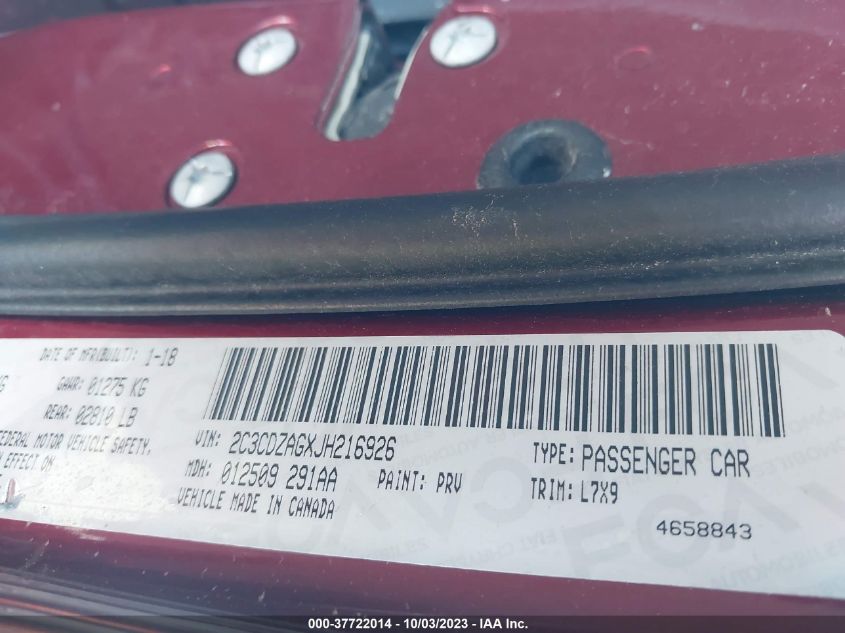 DATE OF MFR(BUILT): 1-18
KG GAWR: 01275 KG
REAR: 02810 LB
FEDERAL MOTOR VEHICLE SAFETY,
EFFECT ON
VIN: 2C3CDZAGXJH216926
TYPE: PASSENGER CAR
MDH: 012509 291AA
PAINT: PRV
TRIM: L7X9
VEHICLE MADE IN CANADA
4658843
000-37722014 - 10/03/2023 - IAA Inc.